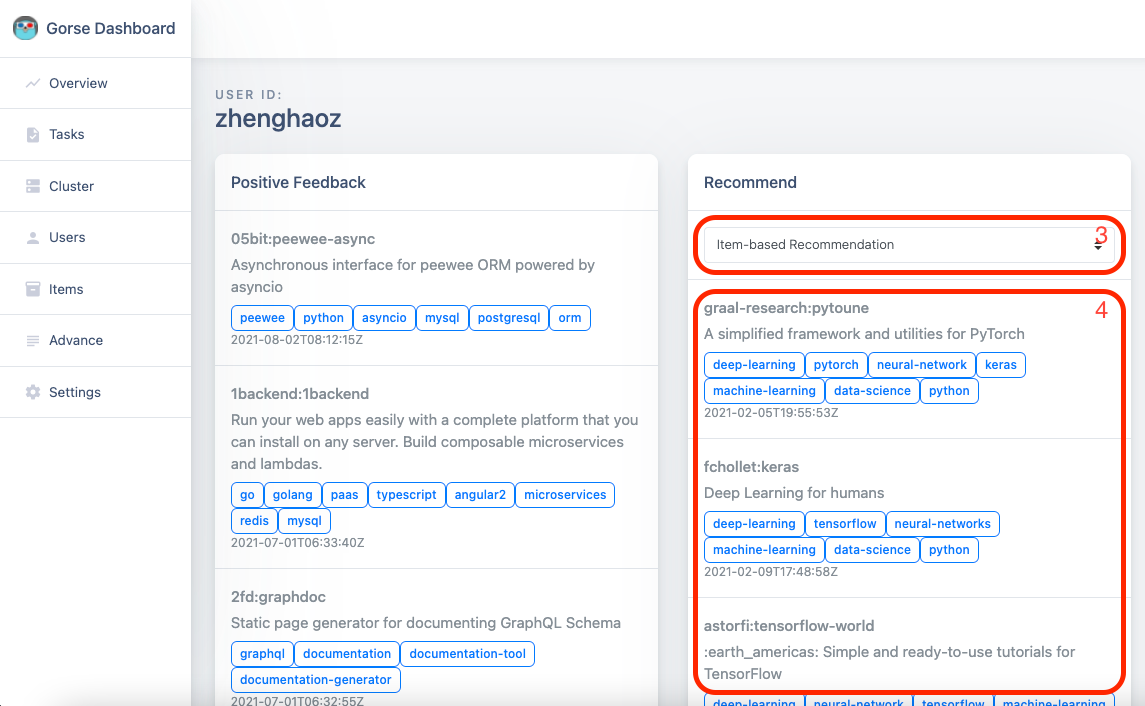 Gorse Dashboard
Overview
Tasks
Cluster
Users
Items
Advance
Settings
USER ID:
zhenghaoz
Positive Feedback
05bit:peewee-async
Asynchronous interface for peewee ORM powered by
asyncio
peewee python asyncio mysql postgresql orm
2021-08-02T08:12:15Z
1backend:1backend
Run your web apps easily with a complete platform that you
can install on any server. Build composable microservices
and lambdas.
go golang paas typescript angular2 microservices
redis mysql
2021-07-01T06:33:40Z
2fd:graphdoc
Static page generator for documenting GraphQL Schema
graphql documentation documentation-tool
documentation-generator
2021-07-01T06:32:55Z
Recommend
Item-based Recommendation 3
graal-research:pytoune 4
A simplified framework and utilities for PyTorch
deep-learning pytorch neural-network keras
machine-learning data-science python
2021-02-05T19:55:53Z
fchollet:keras
Deep Learning for humans
deep-learning tensorflow neural-networks
machine-learning data-science python
2021-02-09T17:48:58Z
astorfi:tensorflow-world
:earth_americas: Simple and ready-to-use tutorials for
TensorFlow
deep-learning neural-network tensorflow machine-learning